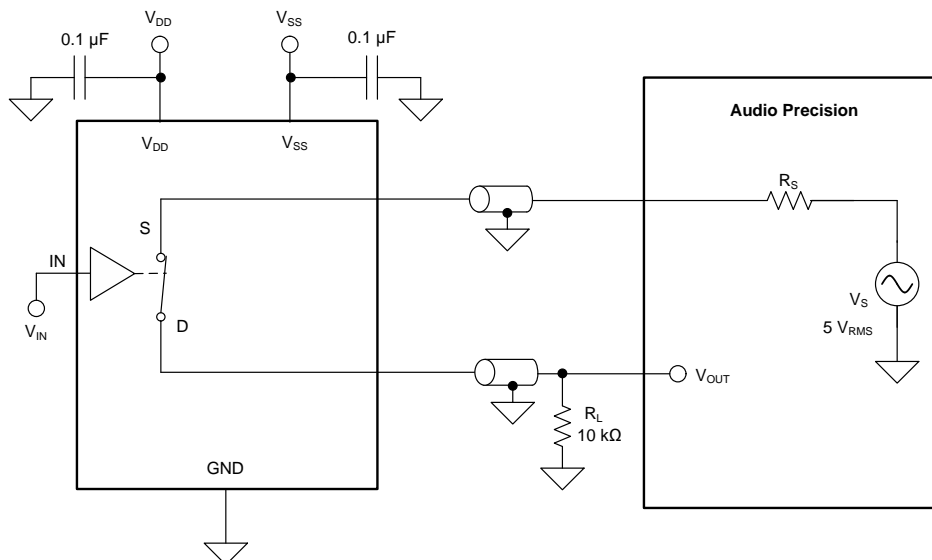 V_DD
V_SS
0.1 µF
0.1 µF
V_DD
V_SS
Audio Precision
R_S
S
IN
V_IN
D
V_S
5 V_RMS
V_OUT
R_L
10 kΩ
GND